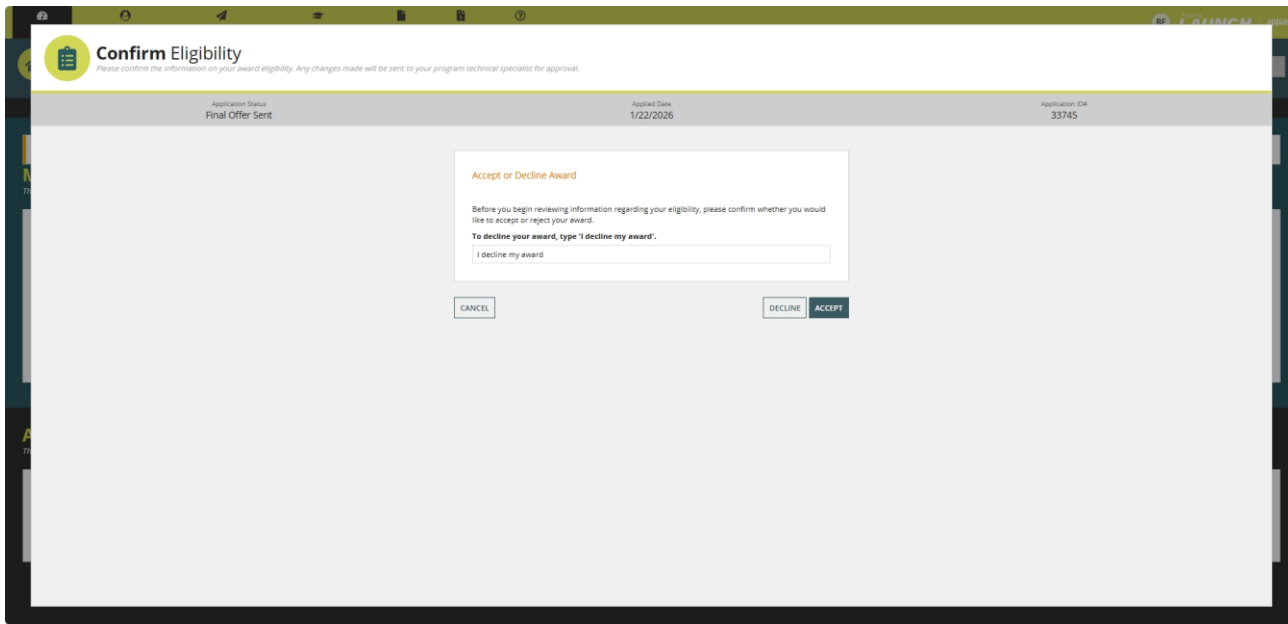 LAUNCH
Confirm Eligibility
Please confirm the information on your award eligibility. Any changes made will be sent to your program technical specialist for approval.
Application Status
Final Offer Sent
Applied Date
1/22/2026
Application ID#
33745
Accept or Decline Award
Before you begin reviewing information regarding your eligibility, please confirm whether you would
like to accept or reject your award.
To decline your award, type 'I decline my award'.
I decline my award
CANCEL
DECLINE
ACCEPT